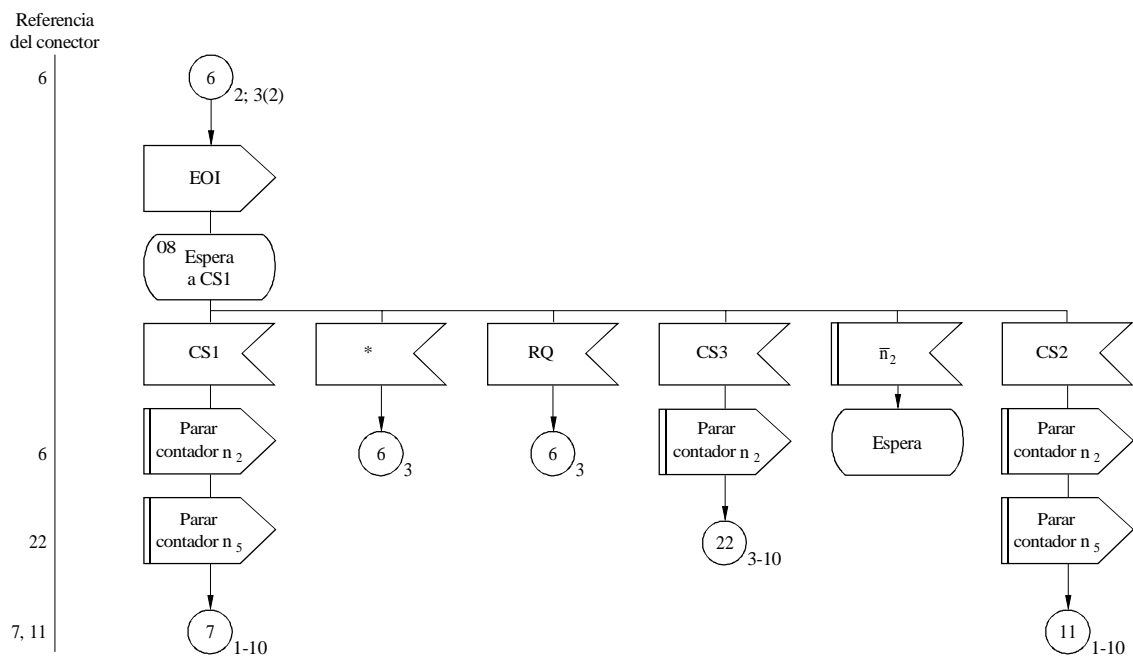 Referencia
del conector
6
6
2; 3(2)
EOI
08
Espera
a CS1
CS1
*
RQ
CS3
n̅ 2
CS2
Parar
contador n 2
6
3
6
3
Parar
contador n 2
Espera
Parar
contador n 2
6
Parar
contador n 5
22
3-10
Parar
contador n 5
22
7, 11
7
1-10
11
1-10